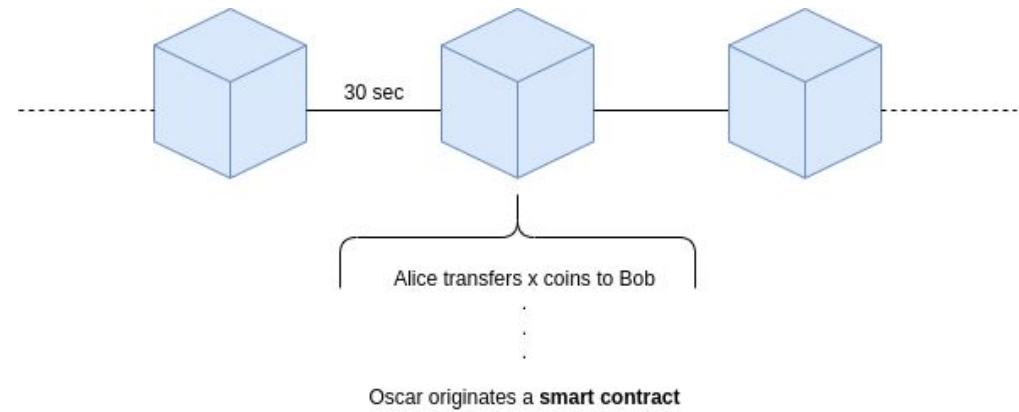 30 sec
Alice transfers x coins to Bob
.
.
.
Oscar originates a smart contract